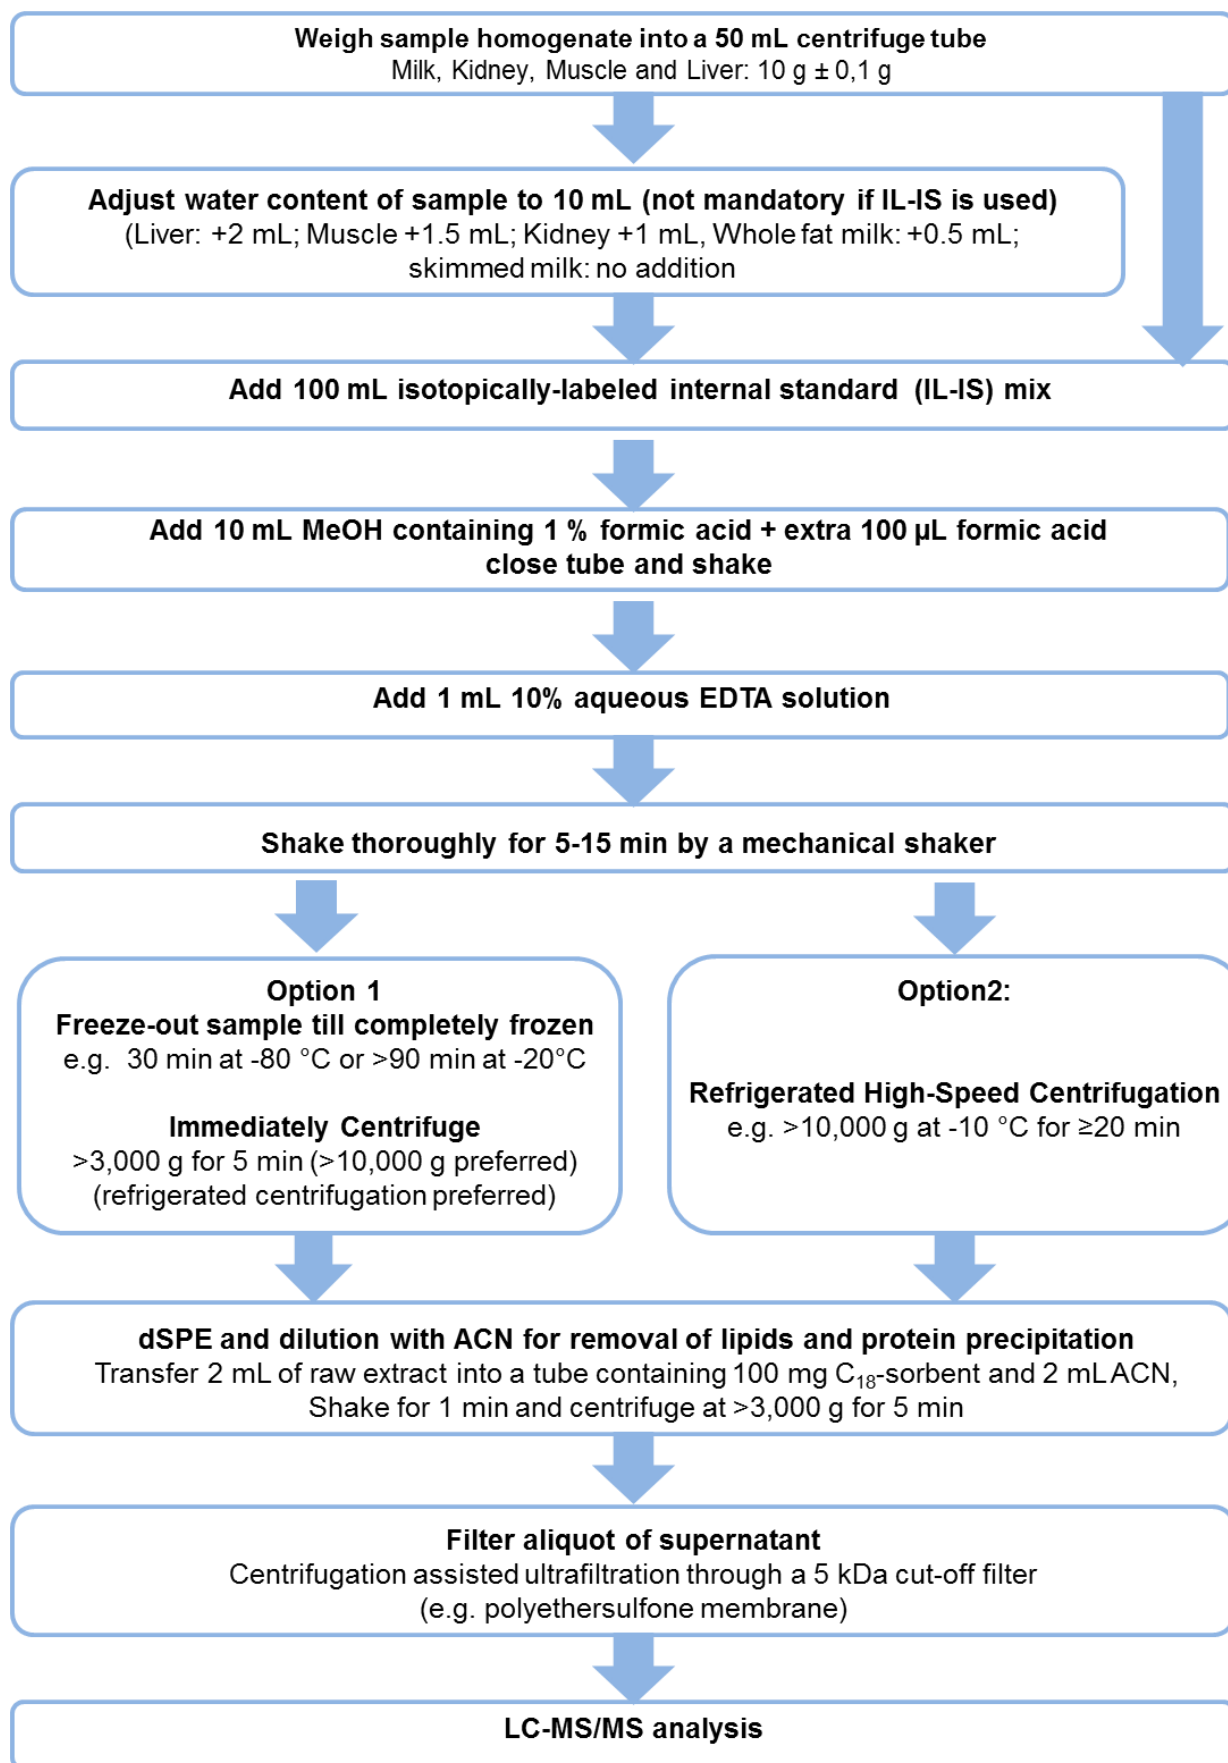 Weigh sample homogenate into a 50 mL centrifuge tube
Milk, Kidney, Muscle and Liver: 10 g ± 0,1 g
Adjust water content of sample to 10 mL (not mandatory if IL-IS is used)
(Liver: +2 mL; Muscle +1.5 mL; Kidney +1 mL, Whole fat milk: +0.5 mL;
skimmed milk: no addition
Add 100 mL isotopically-labeled internal standard (IL-IS) mix
Add 10 mL MeOH containing 1 % formic acid + extra 100 µL formic acid
close tube and shake
Add 1 mL 10% aqueous EDTA solution
Shake thoroughly for 5-15 min by a mechanical shaker
Option 1
Freeze-out sample till completely frozen
e.g. 30 min at -80 °C or >90 min at -20°C
Immediately Centrifuge
>3,000 g for 5 min (>10,000 g preferred)
(refrigerated centrifugation preferred)
Option2:
Refrigerated High-Speed Centrifugation
e.g. >10,000 g at -10 °C for ≥20 min
dSPE and dilution with ACN for removal of lipids and protein precipitation
Transfer 2 mL of raw extract into a tube containing 100 mg C₁₈-sorbent and 2 mL ACN,
Shake for 1 min and centrifuge at >3,000 g for 5 min
Filter aliquot of supernatant
Centrifugation assisted ultrafiltration through a 5 kDa cut-off filter
(e.g. polyethersulfone membrane)
LC-MS/MS analysis